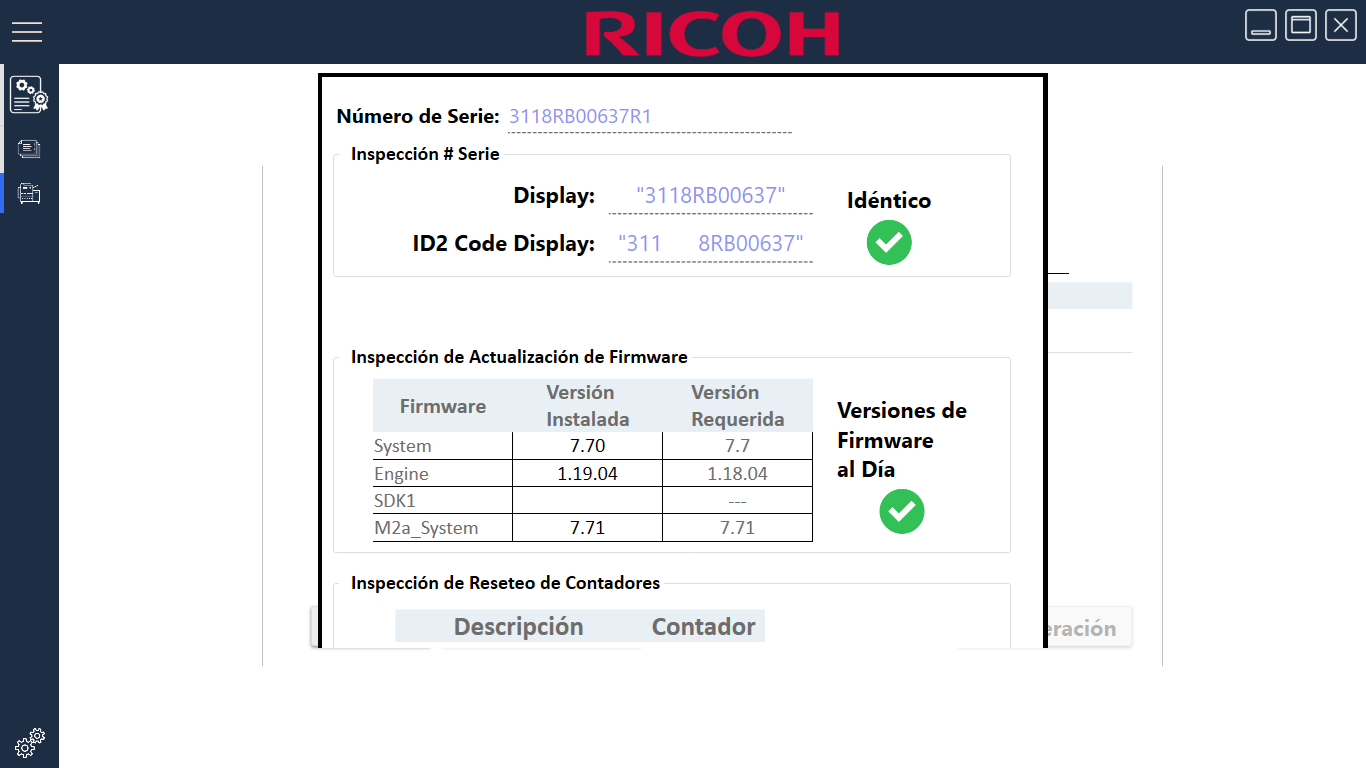 RICOH
Número de Serie: 3118RB00637R1
Inspección # Serie
Display: "3118RB00637"
Idéntico
ID2 Code Display: "311 8RB00637"
Inspección de Actualización de Firmware
Firmware Versión Instalada Versión Requerida
System 7.70 7.7
Engine 1.19.04 1.18.04
SDK1 ---
M2a_System 7.71 7.71
Versiones de
Firmware
al Día
Inspección de Reseteo de Contadores
Descripción Contador
eración